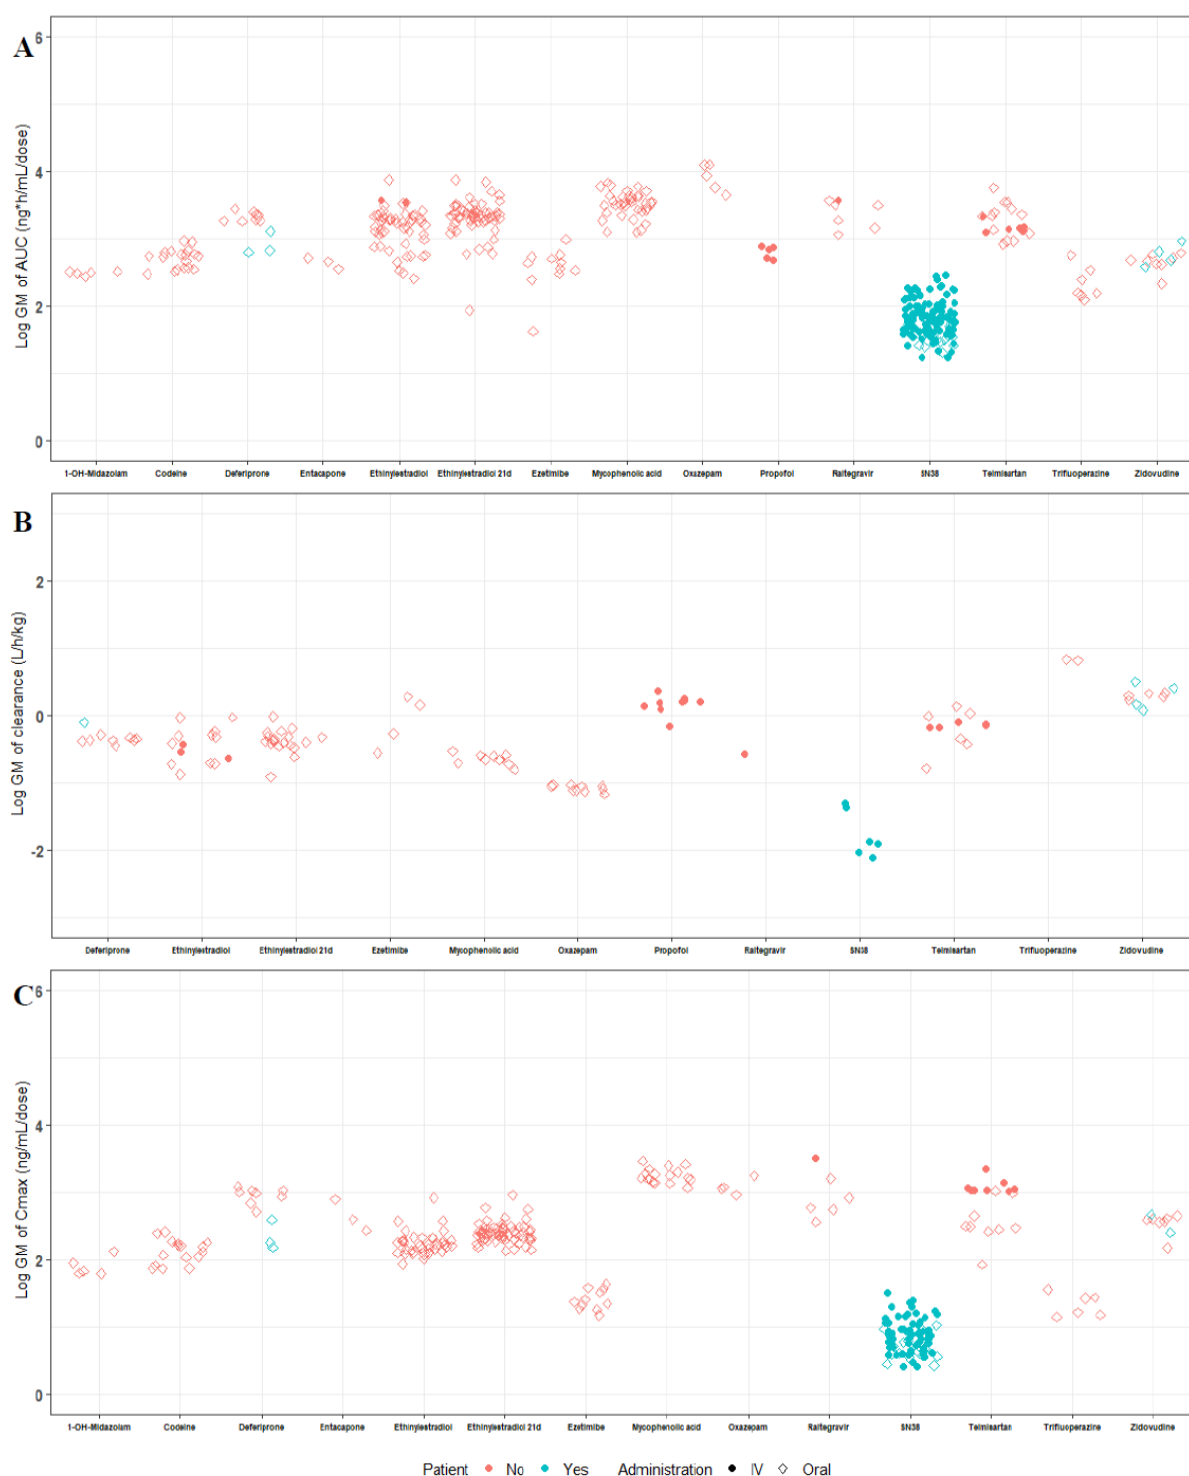 A
6
4
2
0
Log GM of AUC (ng*h/mL/dose)
1-OH-Midazolam Codeine Deferiprone Entacapone Ethinylestradiol Ethinylestradiol 21d Ezetimibe Mycophenolic acid Oxazepam Propofol Raltegravir SN38 Telmisartan Trifluoperazine Zidovudine
B
2
0
-2
Log GM of clearance (L/h/kg)
Deferiprone Ethinylestradiol Ethinylestradiol 21d Ezetimibe Mycophenolic acid Oxazepam Propofol Raltegravir SN38 Telmisartan Trifluoperazine Zidovudine
C
6
4
2
0
Log GM of Cmax (ng/mL/dose)
1-OH-Midazolam Codeine Deferiprone Entacapone Ethinylestradiol Ethinylestradiol 21d Ezetimibe Mycophenolic acid Oxazepam Raltegravir SN38 Telmisartan Trifluoperazine Zidovudine
Patient No Yes Administration IV Oral